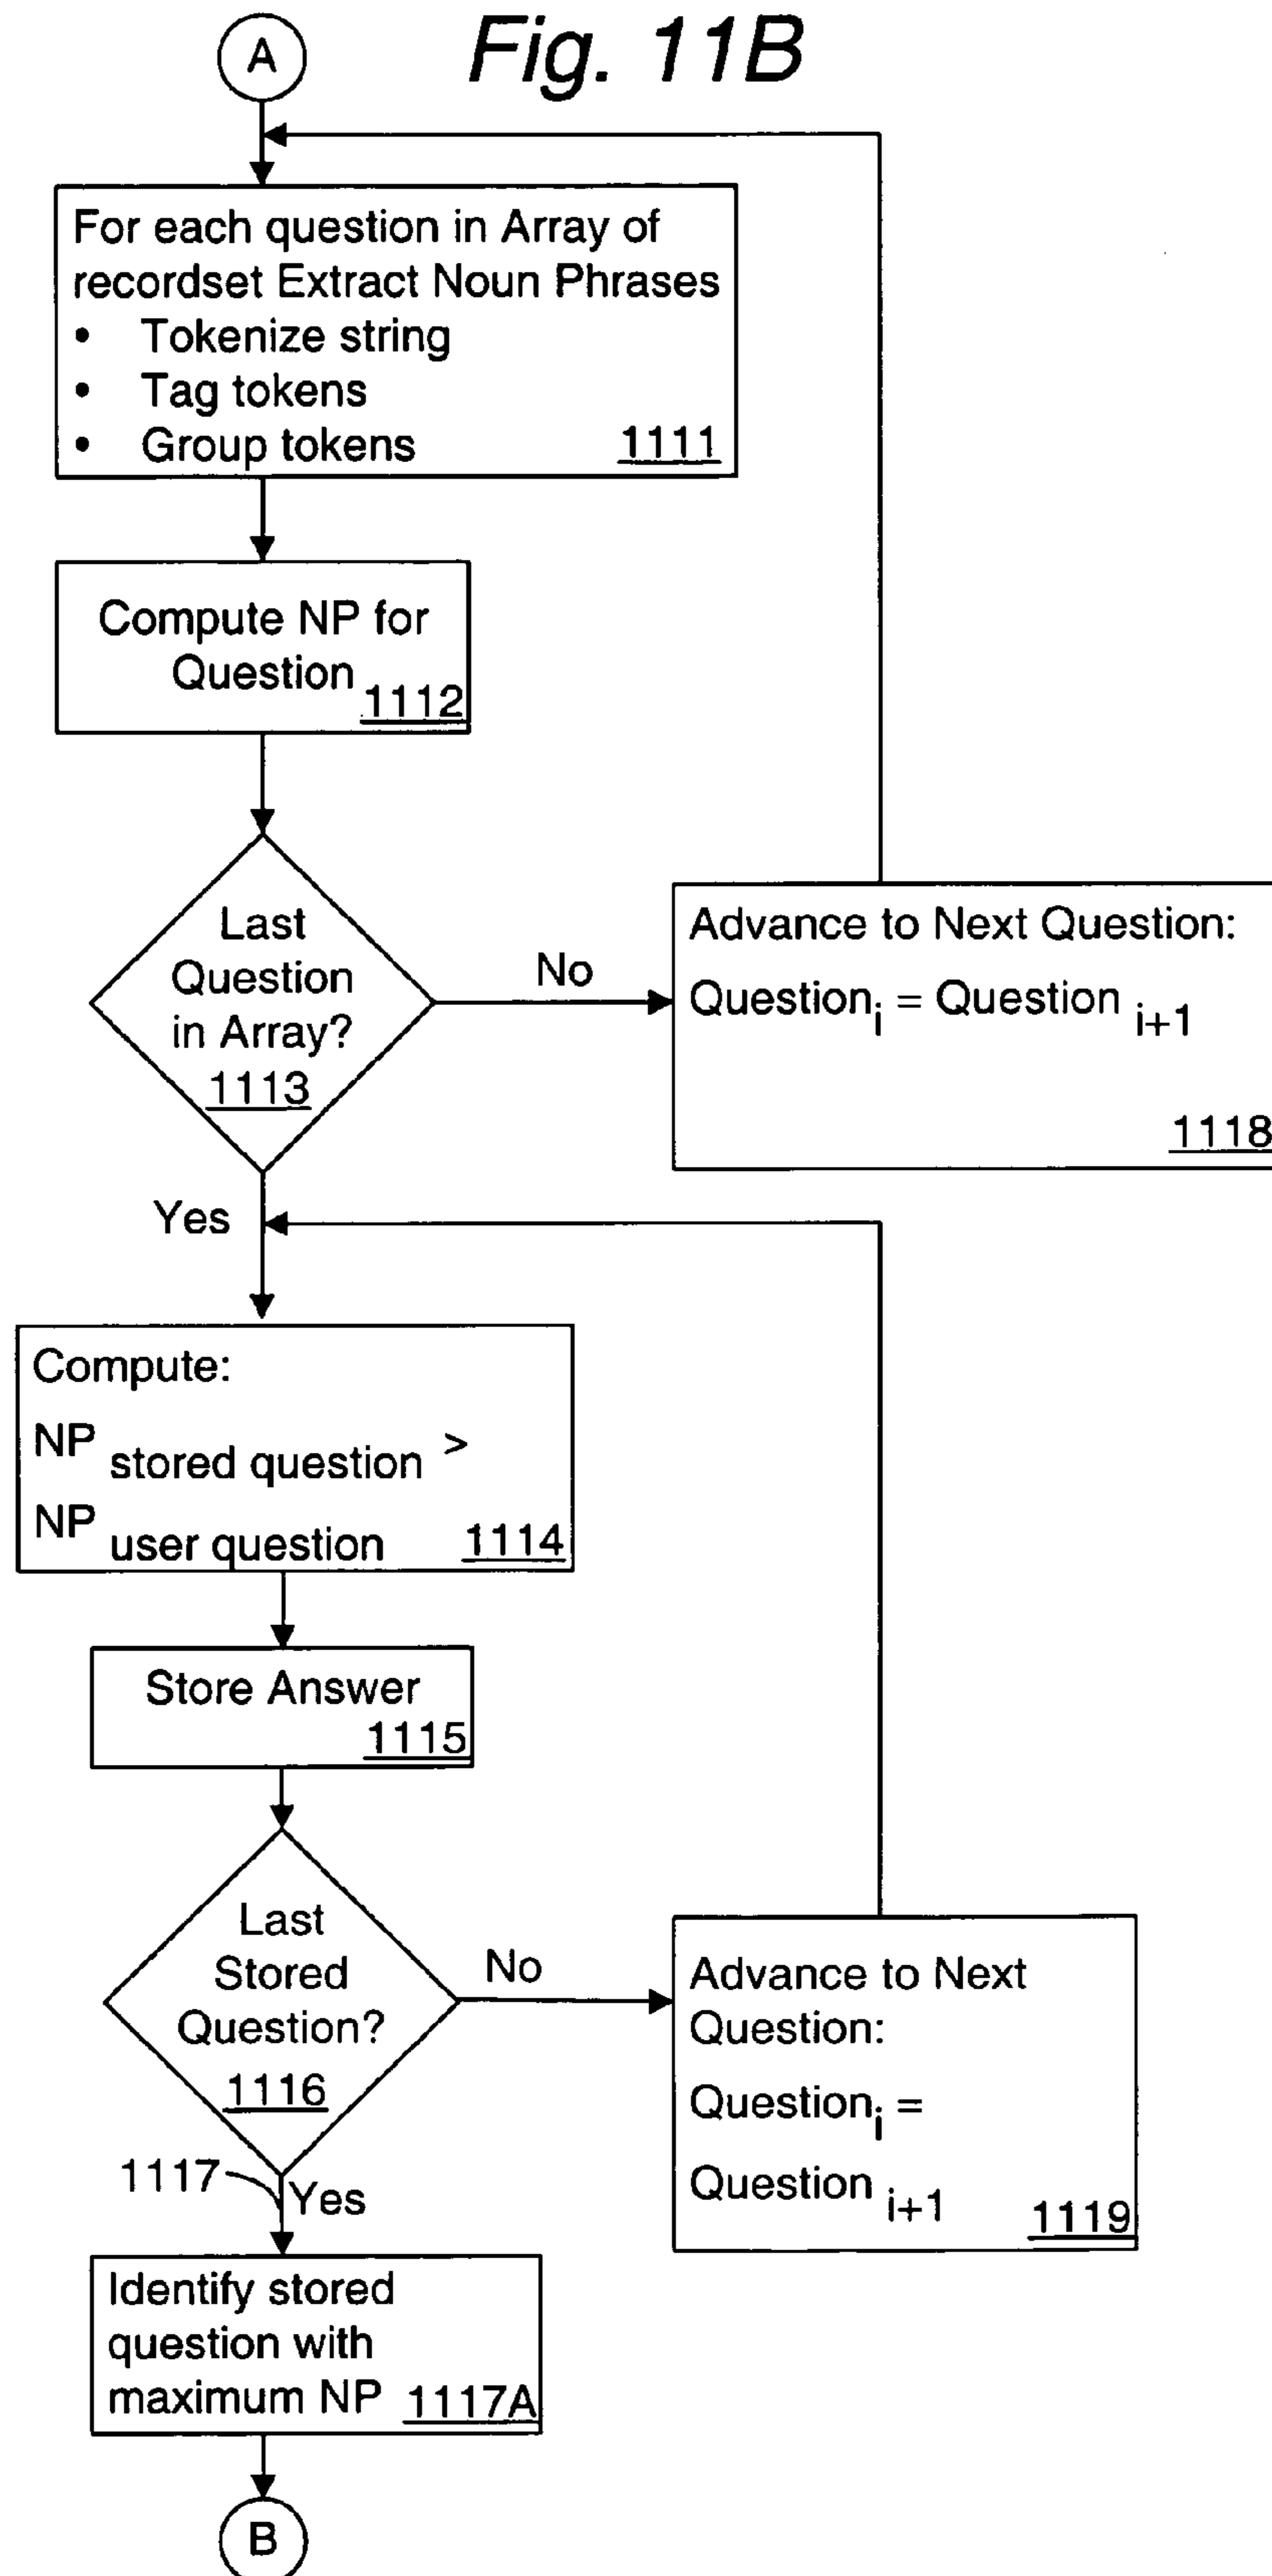 A
Fig. 11B
For each question in Array of
recordset Extract Noun Phrases
• Tokenize string
• Tag tokens
• Group tokens
1111
Compute NP for
Question
1112
Last
Question
in Array?
1113
No
Advance to Next Question:
Question i = Question i+1
1118
Yes
Compute:
NP stored question >
NP user question
1114
Store Answer
1115
Last
Stored
Question?
1116
No
Advance to Next
Question:
Question i =
Question i+1
1119
1117
Yes
Identify stored
question with
maximum NP
1117A
B